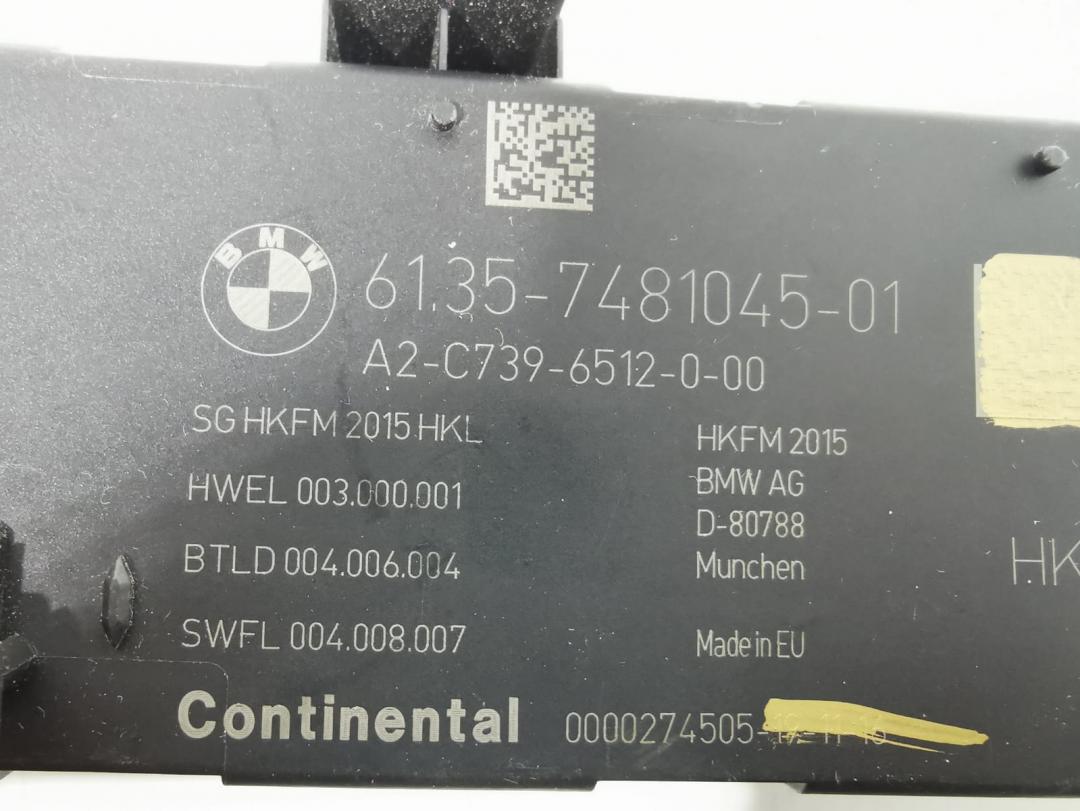 BMW
61.35-7481045-01
A2-C739-6512-0-00
SG HKFM 2015 HKL
HWEL 003.000.001
BTLD 004.006.004
SWFL 004.008.007
HKFM 2015
BMW AG
D-80788
Munchen
Made in EU
HK
Continental
0000274505-